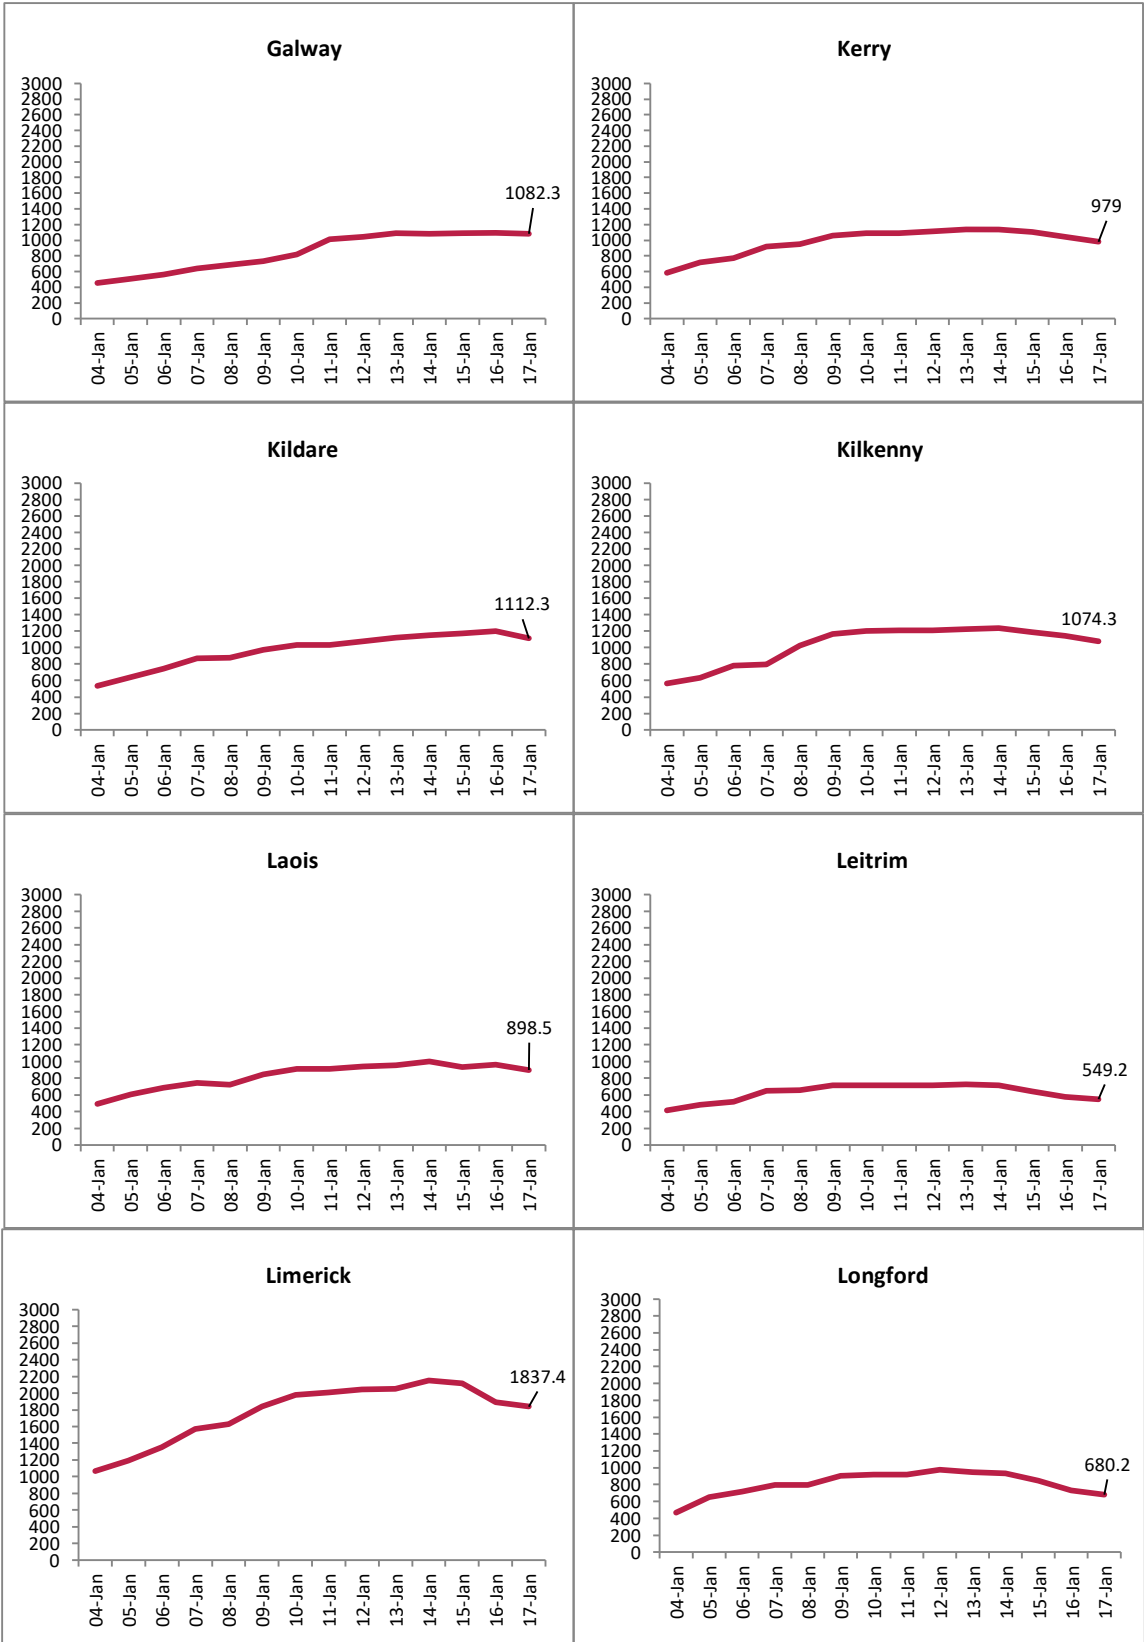 Galway
3000
2800
2600
2400
2200
2000
1800
1600
1400
1200
1000
800
600
400
200
0
1082.3
04-Jan
05-Jan
06-Jan
07-Jan
08-Jan
09-Jan
10-Jan
11-Jan
12-Jan
13-Jan
14-Jan
15-Jan
16-Jan
17-Jan
Kerry
3000
2800
2600
2400
2200
2000
1800
1600
1400
1200
1000
800
600
400
200
0
979
04-Jan
05-Jan
06-Jan
07-Jan
08-Jan
09-Jan
10-Jan
11-Jan
12-Jan
13-Jan
14-Jan
15-Jan
16-Jan
17-Jan
Kildare
3000
2800
2600
2400
2200
2000
1800
1600
1400
1200
1000
800
600
400
200
0
1112.3
04-Jan
05-Jan
06-Jan
07-Jan
08-Jan
09-Jan
10-Jan
11-Jan
12-Jan
13-Jan
14-Jan
15-Jan
16-Jan
17-Jan
Kilkenny
3000
2800
2600
2400
2200
2000
1800
1600
1400
1200
1000
800
600
400
200
0
1074.3
04-Jan
05-Jan
06-Jan
07-Jan
08-Jan
09-Jan
10-Jan
11-Jan
12-Jan
13-Jan
14-Jan
15-Jan
16-Jan
17-Jan
Laois
3000
2800
2600
2400
2200
2000
1800
1600
1400
1200
1000
800
600
400
200
0
898.5
04-Jan
05-Jan
06-Jan
07-Jan
08-Jan
09-Jan
10-Jan
11-Jan
12-Jan
13-Jan
14-Jan
15-Jan
16-Jan
17-Jan
Leitrim
3000
2800
2600
2400
2200
2000
1800
1600
1400
1200
1000
800
600
400
200
0
549.2
04-Jan
05-Jan
06-Jan
07-Jan
08-Jan
09-Jan
10-Jan
11-Jan
12-Jan
13-Jan
14-Jan
15-Jan
16-Jan
17-Jan
Limerick
3000
2800
2600
2400
2200
2000
1800
1600
1400
1200
1000
800
600
400
200
0
1837.4
04-Jan
05-Jan
06-Jan
07-Jan
08-Jan
09-Jan
10-Jan
11-Jan
12-Jan
13-Jan
14-Jan
15-Jan
16-Jan
17-Jan
Longford
3000
2800
2600
2400
2200
2000
1800
1600
1400
1200
1000
800
600
400
200
0
680.2
04-Jan
05-Jan
06-Jan
07-Jan
08-Jan
09-Jan
10-Jan
11-Jan
12-Jan
13-Jan
14-Jan
15-Jan
16-Jan
17-Jan